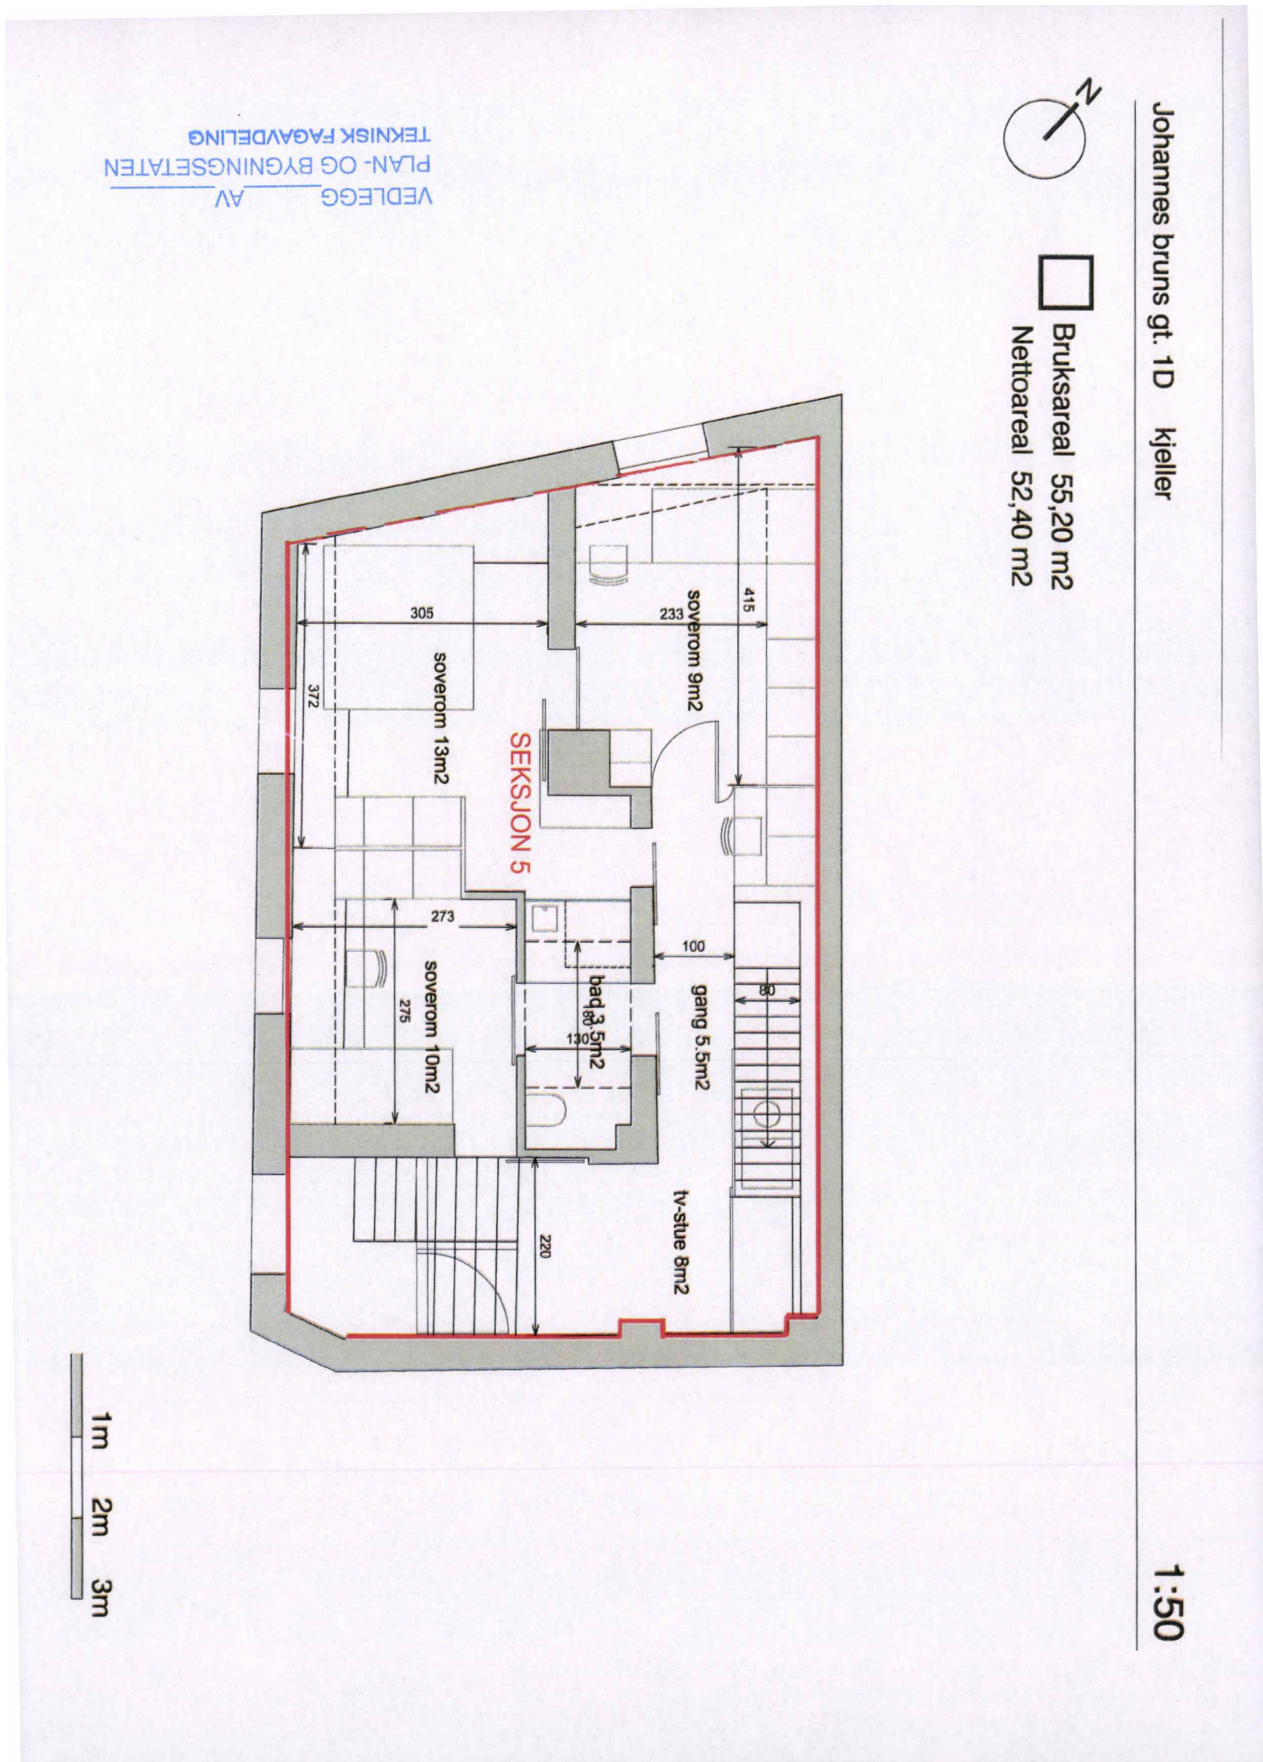 Johannes bruns gt. 1D kjeller
1:50
Bruksareal 55,20 m2
Nettoareal 52,40 m2
N
VEDLEGG______AV________
PLAN- OG BYGNINGSETATEN
TEKNISK FAGAVDELING
415
soverom 9m2
233
305
soverom 13m2
372
SEKSJON 5
273
soverom 10m2
275
100
gang 5.5m2
80
bad 3.5m2
180
130
tv-stue 8m2
220
1m 2m 3m